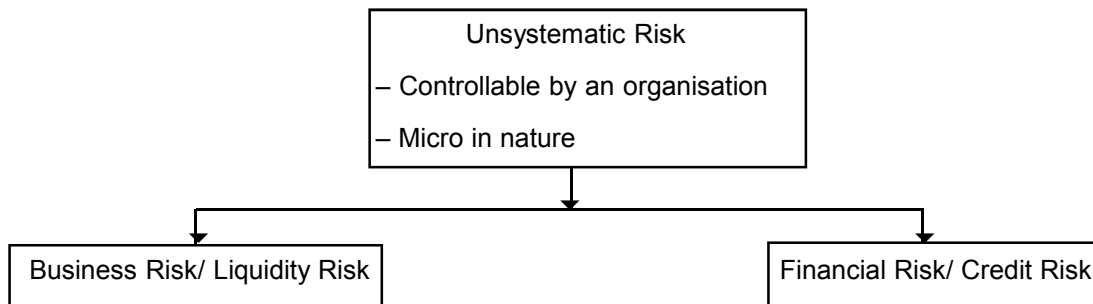 Unsystematic Risk
– Controllable by an organisation
– Micro in nature
Business Risk/ Liquidity Risk
Financial Risk/ Credit Risk